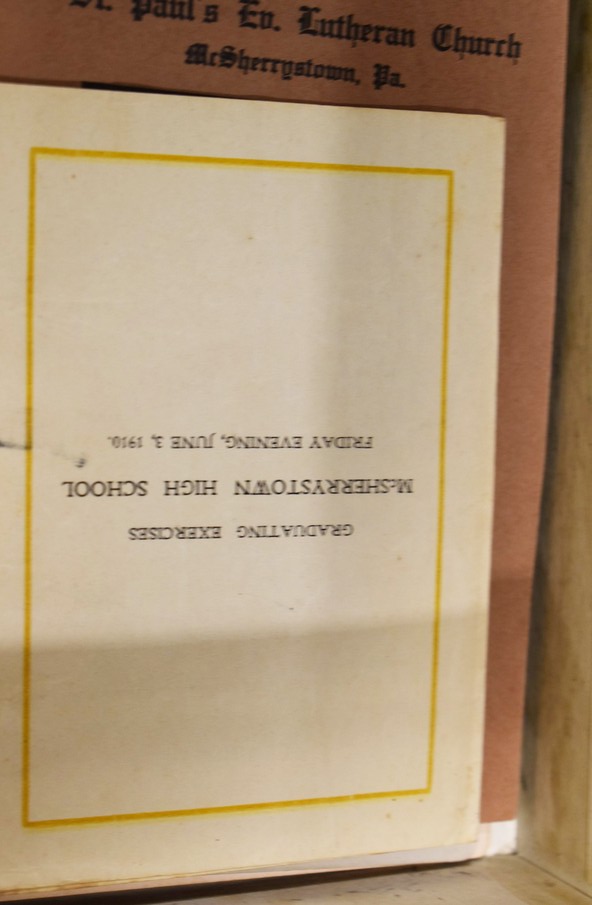 St. Paul's Ev. Lutheran Church
McSherrystown, Pa.
GRADUATING EXERCISES
McSHERRYSTOWN HIGH SCHOOL
FRIDAY EVENING, JUNE 3, 1910.